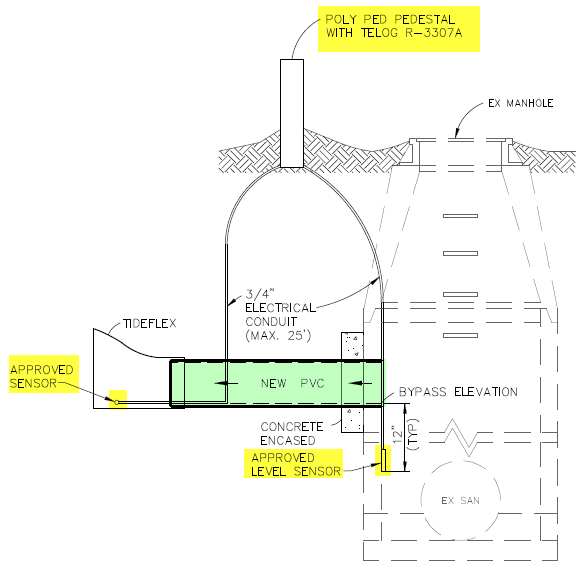 POLY PED PEDESTAL
WITH TELOG R-3307A
EX MANHOLE
3/4"
ELECTRICAL
CONDUIT
(MAX. 25')
TIDEFLEX
APPROVED
SENSOR
NEW PVC
BYPASS ELEVATION
CONCRETE
ENCASED
12"
(TYP)
APPROVED
LEVEL SENSOR
EX SAN